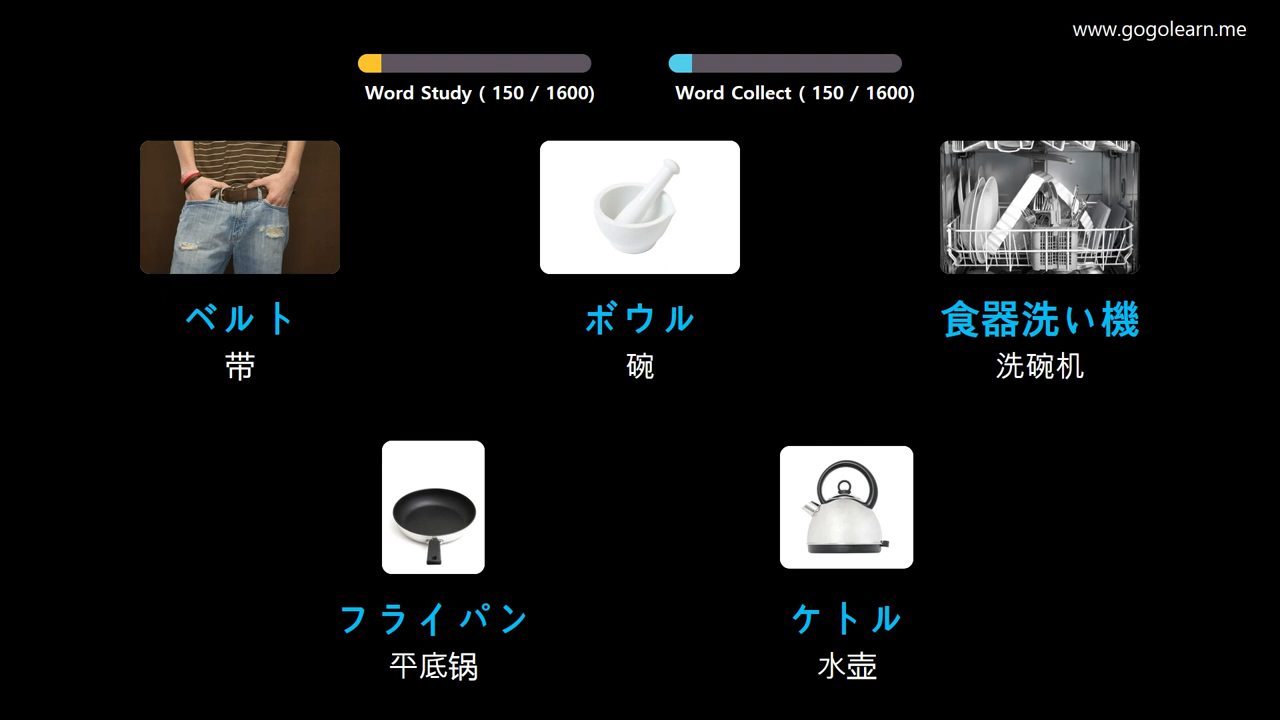 www.gogolearn.me
Word Study ( 150 / 1600)
Word Collect ( 150 / 1600)
ベルト
带
ボウル
碗
食器洗い機
洗碗机
フライパン
平底锅
ケトル
水壶